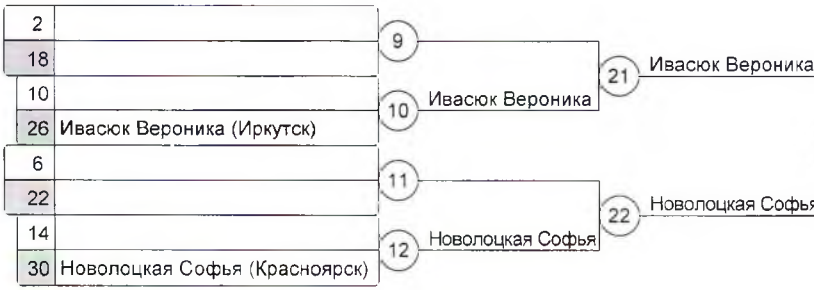 2
9
18
21 Ивасюк Вероника
10
10 Ивасюк Вероника
26 Ивасюк Вероника (Иркутск)
6
11
22
22 Новолоцкая Софья
14
12 Новолоцкая Софья
30 Новолоцкая Софья (Красноярск)